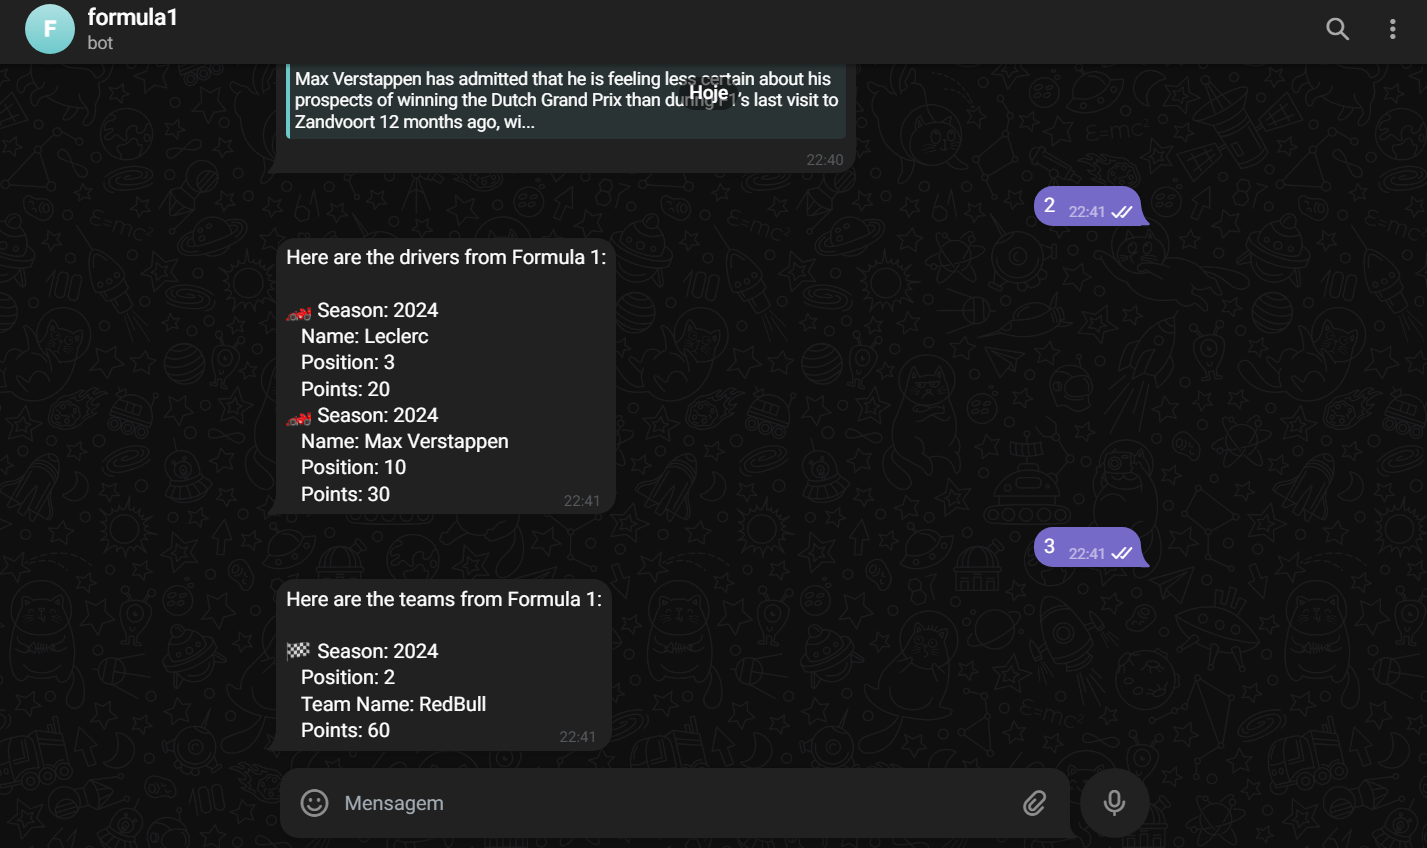 F
formula1
bot
Max Verstappen has admitted that he is feeling less certain about his
prospects of winning the Dutch Grand Prix than during F1's last visit to
Zandvoort 12 months ago, wi...
Hoje
22:40
2 22:41
Here are the drivers from Formula 1:
Season: 2024
Name: Leclerc
Position: 3
Points: 20
Season: 2024
Name: Max Verstappen
Position: 10
Points: 30
22:41
3 22:41
Here are the teams from Formula 1:
Season: 2024
Position: 2
Team Name: RedBull
Points: 60
22:41
Mensagem